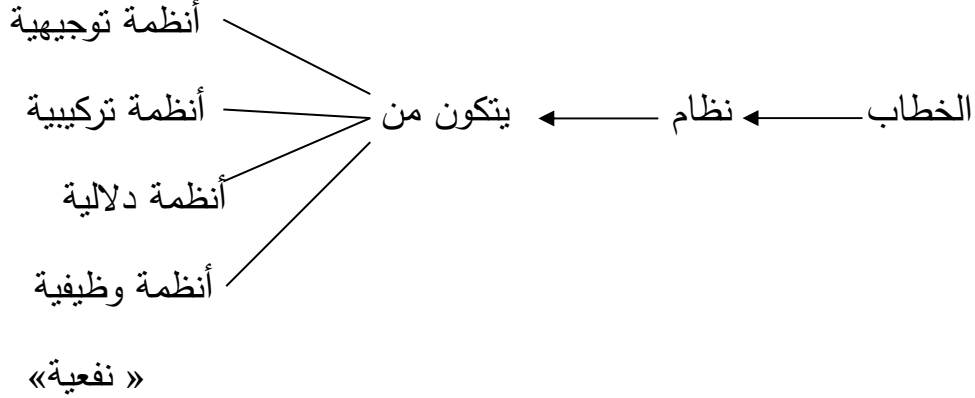 أنظمة توجيهية
الخطاب نظام يتكون من أنظمة تركيبية
أنظمة دلالية
أنظمة وظيفية
« نفعية»